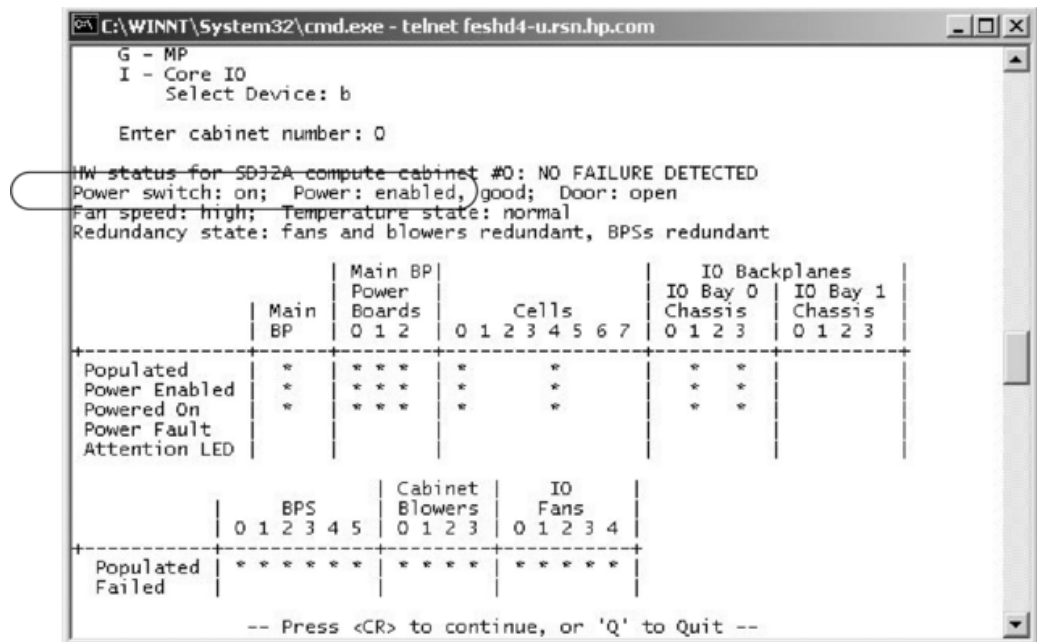 C:\WINNT\System32\cmd.exe - telnet feshd4-u.rsn.hp.com
G - MP
I - Core IO
Select Device: b
Enter cabinet number: 0
HW status for SD32A compute cabinet #0: NO FAILURE DETECTED
Power switch: on;  Power: enabled, good;  Door: open
Fan speed: high;  Temperature state: normal
Redundancy state: fans and blowers redundant, BPSs redundant
             |      | Main BP|                 |   IO Backplanes   |
             |      | Power  |                 | IO Bay 0 | IO Bay 1 |
             | Main | Boards |      Cells      | Chassis | Chassis |
             | BP   | 0 1 2  | 0 1 2 3 4 5 6 7 | 0 1 2 3 | 0 1 2 3 |
+-------------+------+--------+-----------------+---------+---------+
Populated     |  *   | * * *  | *       *       |   *   * |         |
Power Enabled |  *   | * * *  | *       *       |   *   * |         |
Powered On    |  *   | * * *  | *       *       |   *   * |         |
Power Fault   |      |        |                 |         |         |
Attention LED |      |        |                 |         |         |
            |             | Cabinet |    IO     |
            |     BPS     | Blowers |   Fans    |
            | 0 1 2 3 4 5 | 0 1 2 3 | 0 1 2 3 4 |
+------------+-------------+---------+-----------+
Populated   | * * * * * * | * * * * | * * * * * |
Failed      |             |         |           |
-- Press <CR> to continue, or 'Q' to Quit --